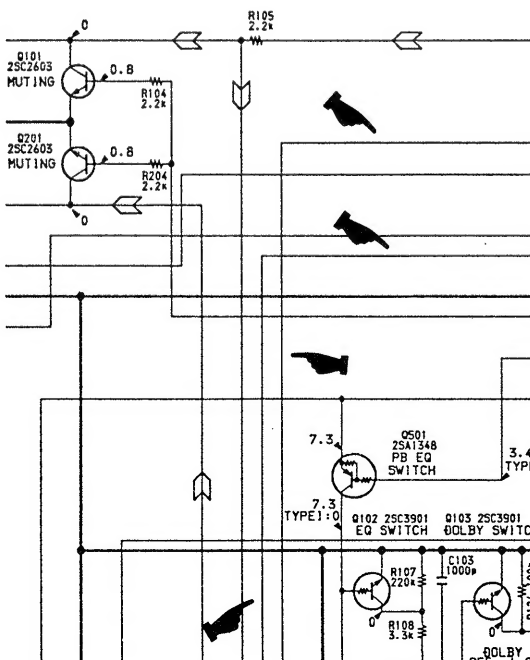 0
R105
2.2k
Q101
2SC2603
MUTING
0.8
R104
2.2k
Q201
2SC2603
MUTING
0.8
R204
2.2k
0
7.3
Q501
2SA1348
PB EQ
SWITCH
3.4
TYPE
7.3
TYPE1:0
Q102 2SC3901
EQ SWITCH
Q103 2SC3901
DOLBY SWITC
R107
220k
C103
1000p
0
R108
3.3k
0
DOLBY